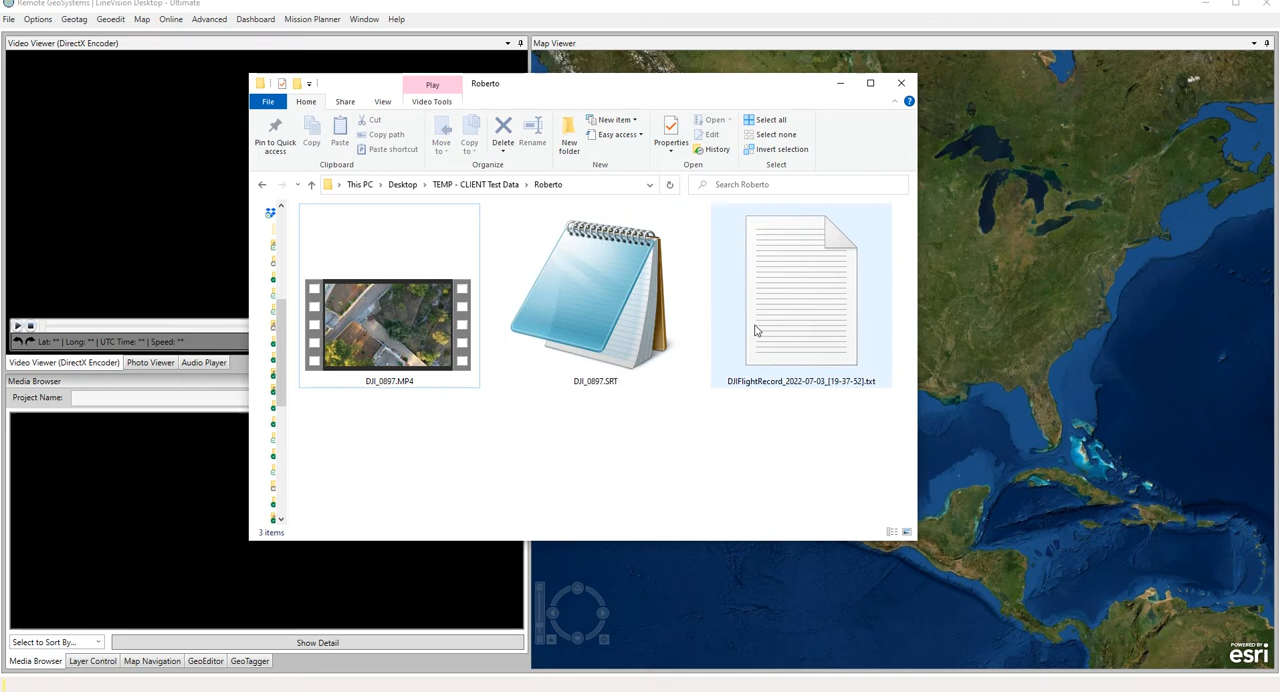 Remote GeoSystems | LineVision Desktop - Ultimate
File Options Geotag Geoedit Map Online Advanced Dashboard Mission Planner Window Help
Video Viewer (DirectX Encoder)
Map Viewer
Play
Roberto
File Home Share View Video Tools
Pin to Quick access
Copy
Paste
Cut
Copy path
Paste shortcut
Clipboard
Move to
Copy to
Delete
Rename
Organize
New folder
New item
Easy access
New
Properties
Open
Edit
History
Open
Select all
Select none
Invert selection
Select
This PC > Desktop > TEMP - CLIENT Test Data > Roberto
Search Roberto
DJI_0897.MP4
DJI_0897.SRT
DJIFlightRecord_2022-07-03_[19-37-52].txt
3 items
Lat: ** | Long: ** | UTC Time: ** | Speed: **
Video Viewer (DirectX Encoder) Photo Viewer Audio Player
Media Browser
Project Name:
Select to Sort By...
Show Detail
Media Browser Layer Control Map Navigation GeoEditor GeoTagger
POWERED BY
esri